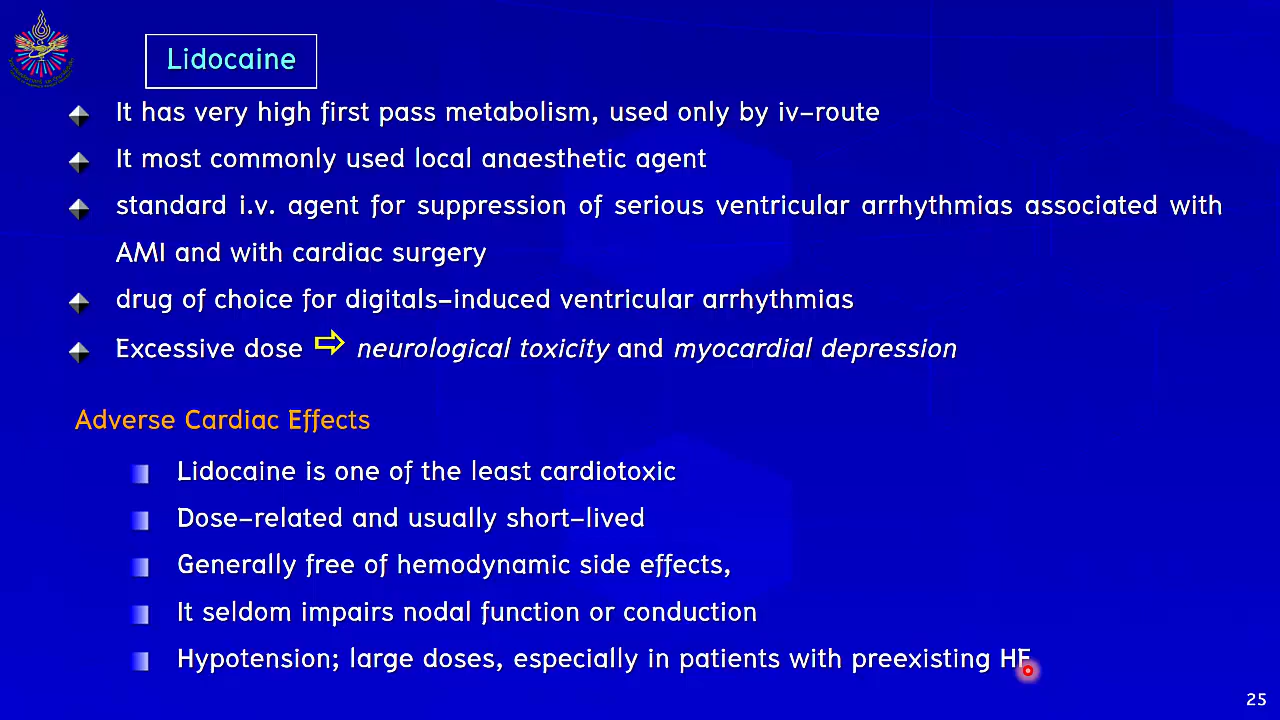 Lidocaine
It has very high first pass metabolism, used only by iv-route
It most commonly used local anaesthetic agent
standard i.v. agent for suppression of serious ventricular arrhythmias associated with
AMI and with cardiac surgery
drug of choice for digitals-induced ventricular arrhythmias
Excessive dose ⇨ neurological toxicity and myocardial depression
Adverse Cardiac Effects
Lidocaine is one of the least cardiotoxic
Dose-related and usually short-lived
Generally free of hemodynamic side effects,
It seldom impairs nodal function or conduction
Hypotension; large doses, especially in patients with preexisting HF
25